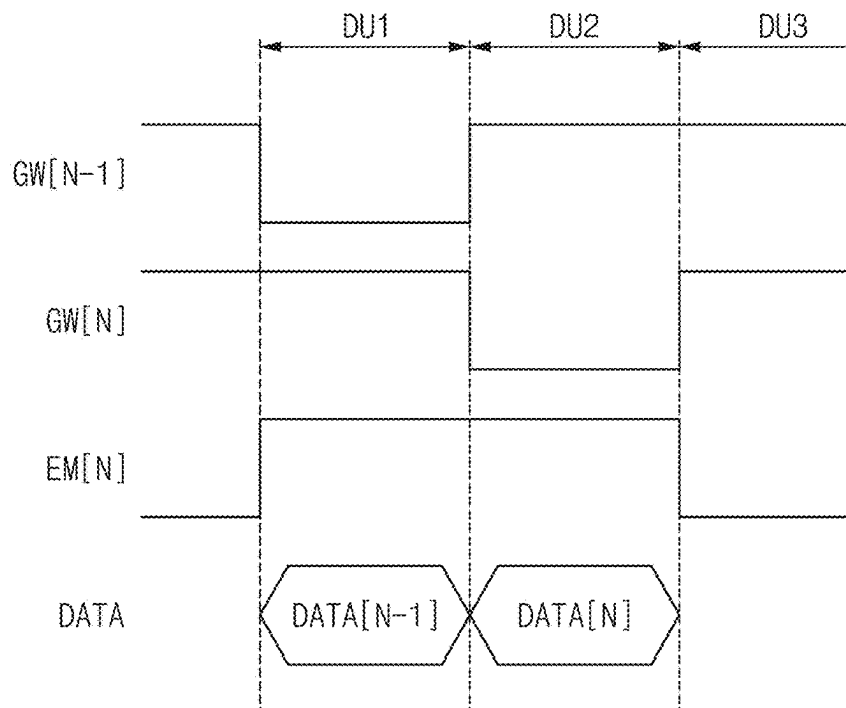 DU1 DU2 DU3
GW[N-1]
GW[N]
EM[N]
DATA DATA[N-1] DATA[N]